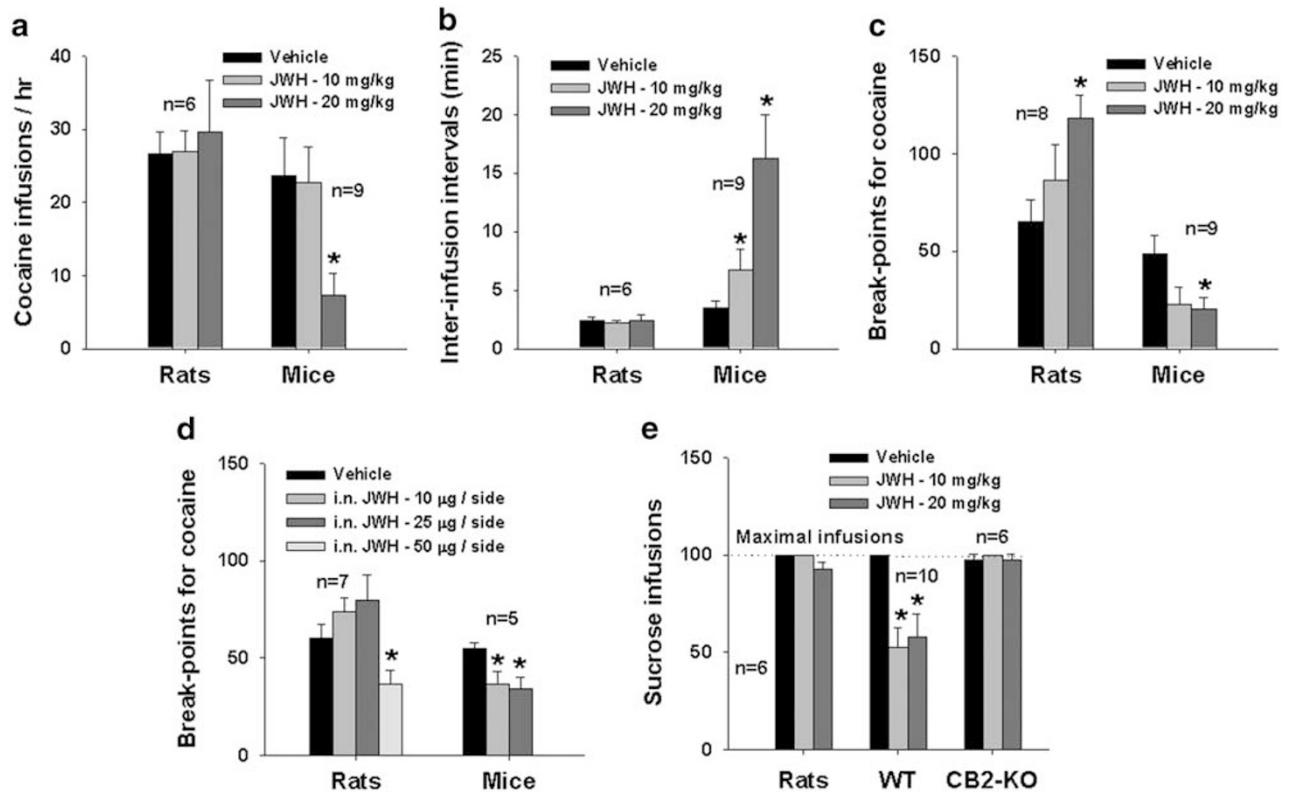 a
Cocaine infusions / hr
40
30
20
10
0
Vehicle
JWH - 10 mg/kg
JWH - 20 mg/kg
n=6
n=9
*
Rats
Mice
b
Inter-infusion intervals (min)
25
20
15
10
5
0
Vehicle
JWH - 10 mg/kg
JWH - 20 mg/kg
*
n=9
*
n=6
Rats
Mice
c
Break-points for cocaine
150
100
50
0
Vehicle
JWH - 10 mg/kg
JWH - 20 mg/kg
*
n=8
n=9
*
Rats
Mice
d
Break-points for cocaine
150
100
50
0
Vehicle
i.n. JWH - 10 µg / side
i.n. JWH - 25 µg / side
i.n. JWH - 50 µg / side
n=7
n=5
*
* *
Rats
Mice
e
Sucrose infusions
150
100
50
0
Vehicle
JWH - 10 mg/kg
JWH - 20 mg/kg
Maximal infusions
n=6
n=10
* *
n=6
Rats
WT
CB2-KO